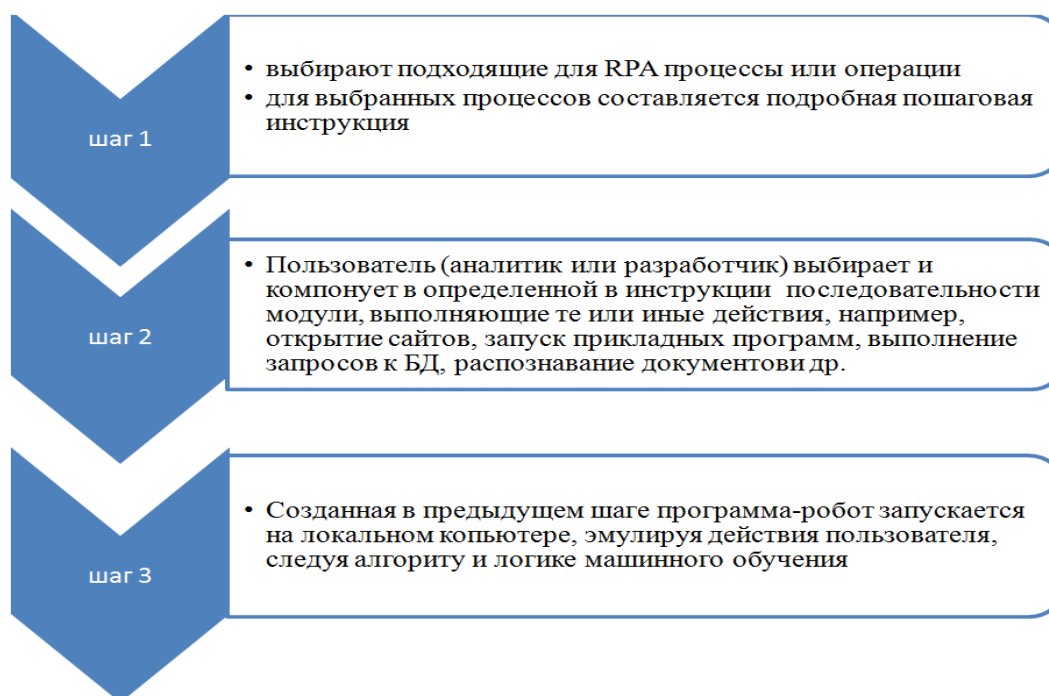 шаг 1
• выбирают подходящие для RPA процессы или операции
• для выбранных процессов составляется подробная пошаговая
инструкция
шаг 2
• Пользователь (аналитик или разработчик) выбирает и
компонует в определенной в инструкции последовательности
модули, выполняющие те или иные действия, например,
открытие сайтов, запуск прикладных программ, выполнение
запросов к БД, распознавание документови др.
шаг 3
• Созданная в предыдущем шаге программа-робот запускается
на локальном копьютере, эмулируя действия пользователя,
следуя алгориту и логике машинного обучения